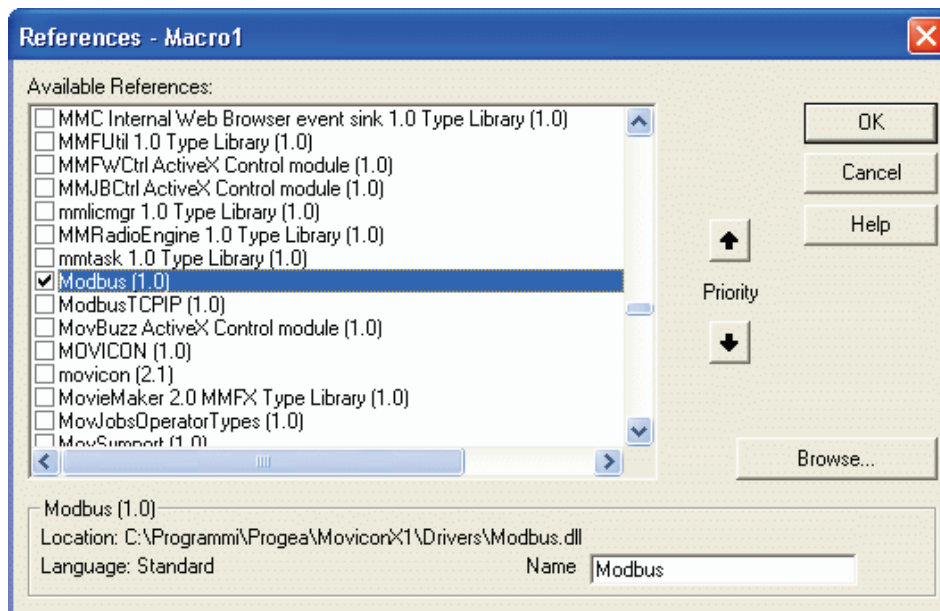 References - Macro1
Available References:
MMC Internal Web Browser event sink 1.0 Type Library (1.0)
MMFUtil 1.0 Type Library (1.0)
MMFWCtrl ActiveX Control module (1.0)
MMJBCtrl ActiveX Control module (1.0)
mmlicmgr 1.0 Type Library (1.0)
MMRadioEngine 1.0 Type Library (1.0)
mmtask 1.0 Type Library (1.0)
Modbus (1.0)
ModbusTCPIP (1.0)
MovBuzz ActiveX Control module (1.0)
MOVICON (1.0)
movicon (2.1)
MovieMaker 2.0 MMFX Type Library (1.0)
MowJobsOperatorTypes (1.0)
MovSupport (1.0)
OK
Cancel
Help
Priority
Browse...
Modbus (1.0)
Location: C:\Programmi\Progea\MoviconX1\Drivers\Modbus.dll
Language: Standard
Name Modbus